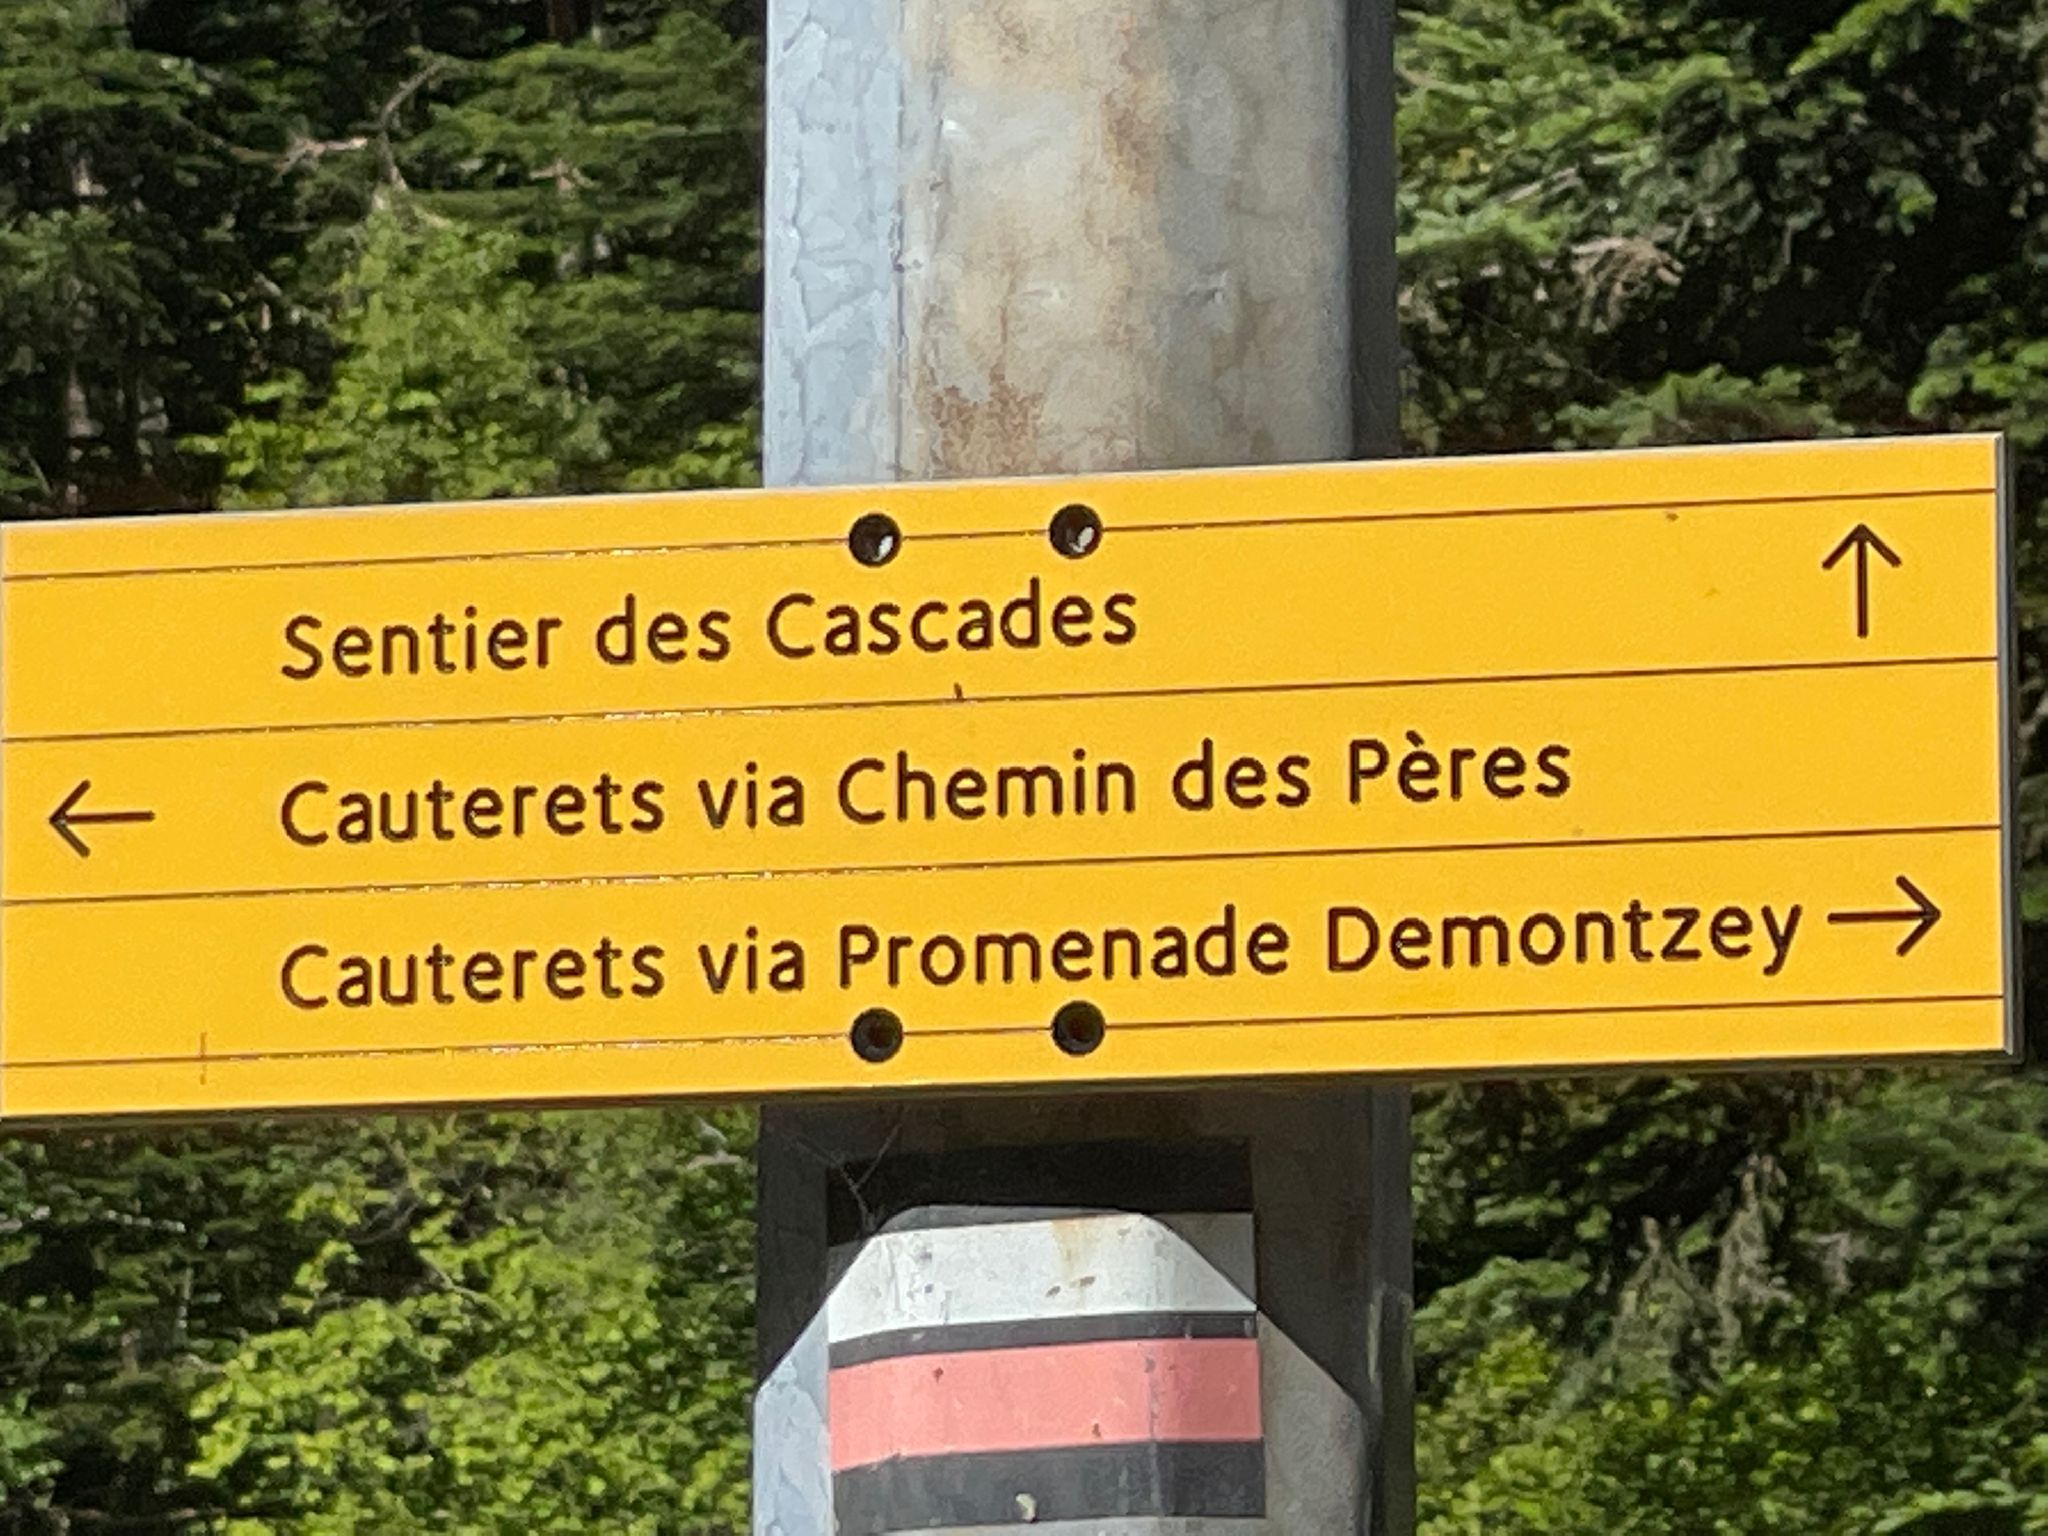 Sentier des Cascades ↑
← Cauterets via Chemin des Pères
Cauterets via Promenade Demontzey →